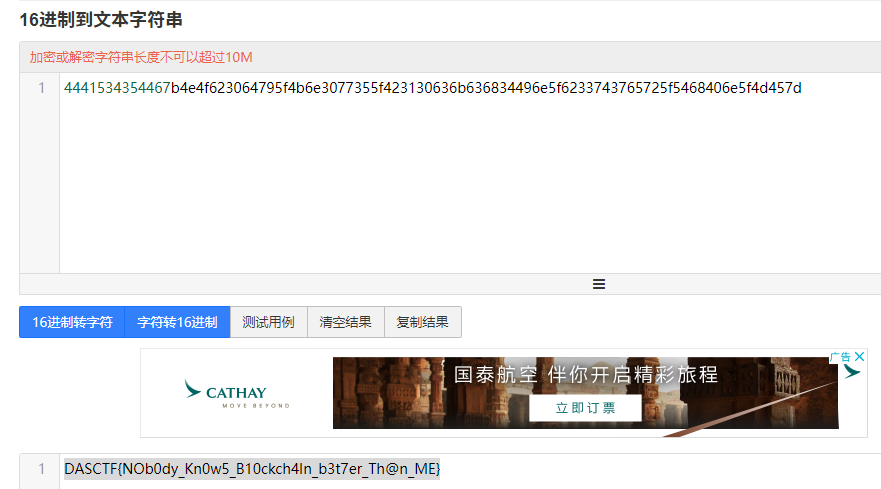 16进制到文本字符串
加密或解密字符串长度不可以超过10M
1
4441534354467b4e4f623064795f4b6e3077355f423130636b636834496e5f6233743765725f5468406e5f4d457d
16进制转字符 字符转16进制 测试用例 清空结果 复制结果
广告
CATHAY
MOVE BEYOND
国泰航空 伴你开启精彩旅程
立即订票
1
DASCTF{NOb0dy_Kn0w5_B10ckch4In_b3t7er_Th@n_ME}